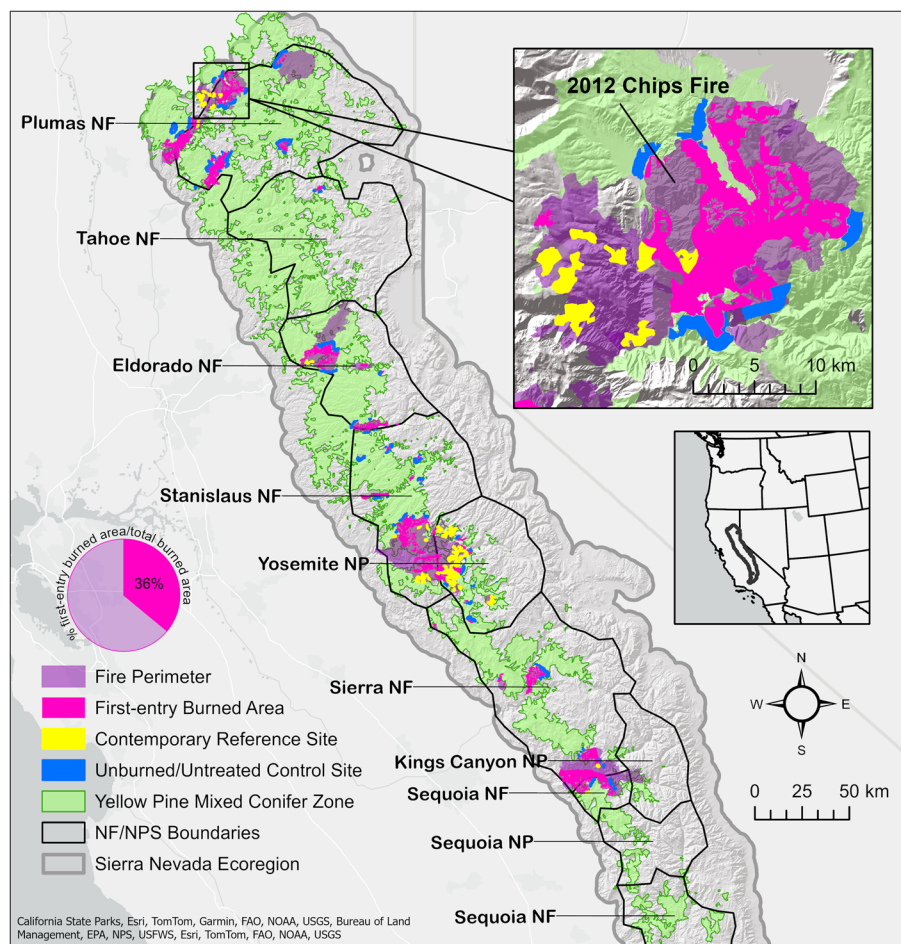 2012 Chips Fire
0 5 10 km
Plumas NF
Tahoe NF
Eldorado NF
Stanislaus NF
Yosemite NP
Sierra NF
Kings Canyon NP
Sequoia NF
Sequoia NP
Sequoia NF
% first-entry burned area/total burned area
36%
Fire Perimeter
First-entry Burned Area
Contemporary Reference Site
Unburned/Untreated Control Site
Yellow Pine Mixed Conifer Zone
NF/NPS Boundaries
Sierra Nevada Ecoregion
N
W E
S
0 25 50 km
California State Parks, Esri, TomTom, Garmin, FAO, NOAA, USGS, Bureau of Land
Management, EPA, NPS, USFWS, Esri, TomTom, FAO, NOAA, USGS